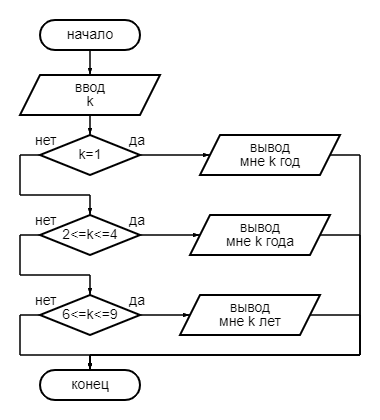 начало
ввод
k
нет
да
k=1
вывод
мне k год
нет
да
2<=k<=4
вывод
мне k года
нет
да
6<=k<=9
вывод
мне k лет
конец